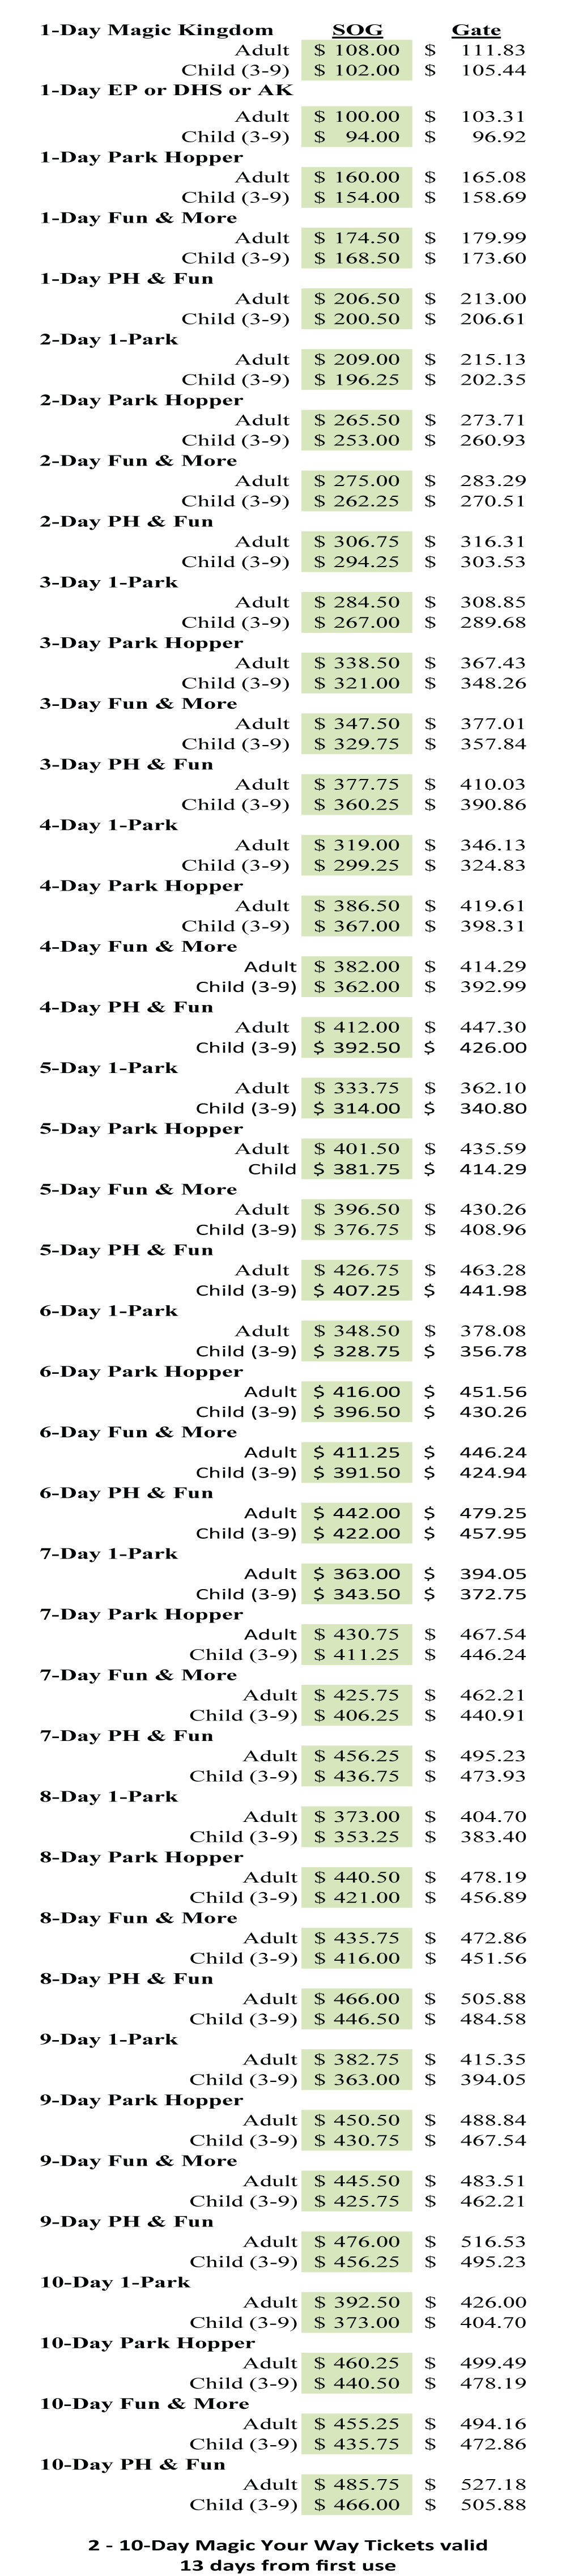 1-Day Magic Kingdom SOG Gate
Adult $ 108.00 $ 111.83
Child (3-9) $ 102.00 $ 105.44
1-Day EP or DHS or AK
Adult $ 100.00 $ 103.31
Child (3-9) $ 94.00 $ 96.92
1-Day Park Hopper
Adult $ 160.00 $ 165.08
Child (3-9) $ 154.00 $ 158.69
1-Day Fun & More
Adult $ 174.50 $ 179.99
Child (3-9) $ 168.50 $ 173.60
1-Day PH & Fun
Adult $ 206.50 $ 213.00
Child (3-9) $ 200.50 $ 206.61
2-Day 1-Park
Adult $ 209.00 $ 215.13
Child (3-9) $ 196.25 $ 202.35
2-Day Park Hopper
Adult $ 265.50 $ 273.71
Child (3-9) $ 253.00 $ 260.93
2-Day Fun & More
Adult $ 275.00 $ 283.29
Child (3-9) $ 262.25 $ 270.51
2-Day PH & Fun
Adult $ 306.75 $ 316.31
Child (3-9) $ 294.25 $ 303.53
3-Day 1-Park
Adult $ 284.50 $ 308.85
Child (3-9) $ 267.00 $ 289.68
3-Day Park Hopper
Adult $ 338.50 $ 367.43
Child (3-9) $ 321.00 $ 348.26
3-Day Fun & More
Adult $ 347.50 $ 377.01
Child (3-9) $ 329.75 $ 357.84
3-Day PH & Fun
Adult $ 377.75 $ 410.03
Child (3-9) $ 360.25 $ 390.86
4-Day 1-Park
Adult $ 319.00 $ 346.13
Child (3-9) $ 299.25 $ 324.83
4-Day Park Hopper
Adult $ 386.50 $ 419.61
Child (3-9) $ 367.00 $ 398.31
4-Day Fun & More
Adult $ 382.00 $ 414.29
Child (3-9) $ 362.00 $ 392.99
4-Day PH & Fun
Adult $ 412.00 $ 447.30
Child (3-9) $ 392.50 $ 426.00
5-Day 1-Park
Adult $ 333.75 $ 362.10
Child (3-9) $ 314.00 $ 340.80
5-Day Park Hopper
Adult $ 401.50 $ 435.59
Child $ 381.75 $ 414.29
5-Day Fun & More
Adult $ 396.50 $ 430.26
Child (3-9) $ 376.75 $ 408.96
5-Day PH & Fun
Adult $ 426.75 $ 463.28
Child (3-9) $ 407.25 $ 441.98
6-Day 1-Park
Adult $ 348.50 $ 378.08
Child (3-9) $ 328.75 $ 356.78
6-Day Park Hopper
Adult $ 416.00 $ 451.56
Child (3-9) $ 396.50 $ 430.26
6-Day Fun & More
Adult $ 411.25 $ 446.24
Child (3-9) $ 391.50 $ 424.94
6-Day PH & Fun
Adult $ 442.00 $ 479.25
Child (3-9) $ 422.00 $ 457.95
7-Day 1-Park
Adult $ 363.00 $ 394.05
Child (3-9) $ 343.50 $ 372.75
7-Day Park Hopper
Adult $ 430.75 $ 467.54
Child (3-9) $ 411.25 $ 446.24
7-Day Fun & More
Adult $ 425.75 $ 462.21
Child (3-9) $ 406.25 $ 440.91
7-Day PH & Fun
Adult $ 456.25 $ 495.23
Child (3-9) $ 436.75 $ 473.93
8-Day 1-Park
Adult $ 373.00 $ 404.70
Child (3-9) $ 353.25 $ 383.40
8-Day Park Hopper
Adult $ 440.50 $ 478.19
Child (3-9) $ 421.00 $ 456.89
8-Day Fun & More
Adult $ 435.75 $ 472.86
Child (3-9) $ 416.00 $ 451.56
8-Day PH & Fun
Adult $ 466.00 $ 505.88
Child (3-9) $ 446.50 $ 484.58
9-Day 1-Park
Adult $ 382.75 $ 415.35
Child (3-9) $ 363.00 $ 394.05
9-Day Park Hopper
Adult $ 450.50 $ 488.84
Child (3-9) $ 430.75 $ 467.54
9-Day Fun & More
Adult $ 445.50 $ 483.51
Child (3-9) $ 425.75 $ 462.21
9-Day PH & Fun
Adult $ 476.00 $ 516.53
Child (3-9) $ 456.25 $ 495.23
10-Day 1-Park
Adult $ 392.50 $ 426.00
Child (3-9) $ 373.00 $ 404.70
10-Day Park Hopper
Adult $ 460.25 $ 499.49
Child (3-9) $ 440.50 $ 478.19
10-Day Fun & More
Adult $ 455.25 $ 494.16
Child (3-9) $ 435.75 $ 472.86
10-Day PH & Fun
Adult $ 485.75 $ 527.18
Child (3-9) $ 466.00 $ 505.88
2 - 10-Day Magic Your Way Tickets valid
13 days from first use